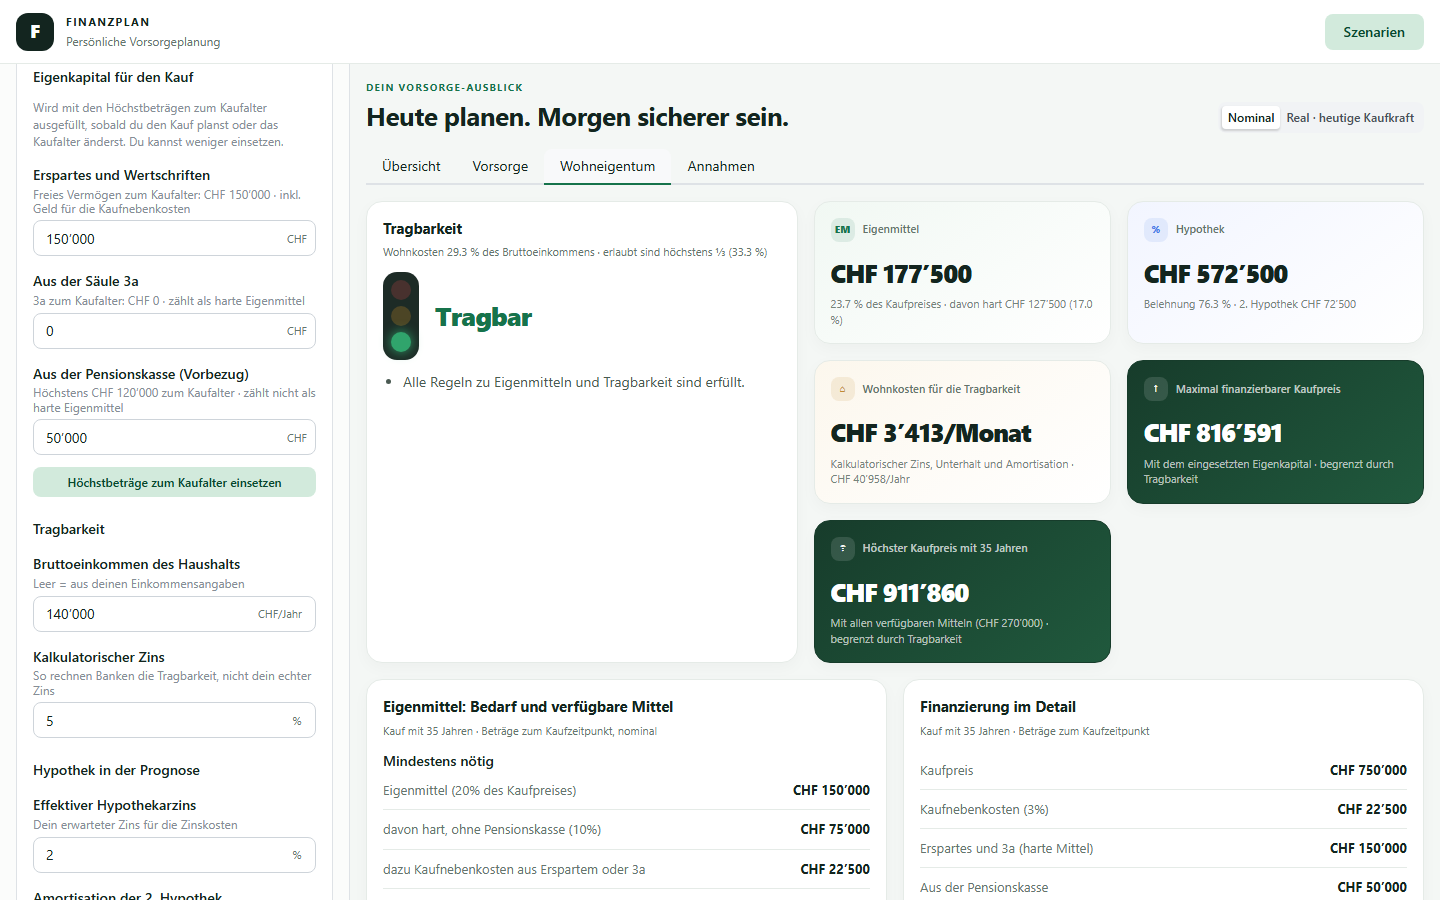 F
FINANZPLAN
Persönliche Vorsorgeplanung
Szenarien
Eigenkapital für den Kauf
Wird mit den Höchstbeträgen zum Kaufalter
ausgefüllt, sobald du den Kauf planst oder das
Kaufalter änderst. Du kannst weniger einsetzen.
Erspartes und Wertschriften
Freies Vermögen zum Kaufalter: CHF 150’000 · inkl.
Geld für die Kaufnebenkosten
150’000 CHF
Aus der Säule 3a
3a zum Kaufalter: CHF 0 · zählt als harte Eigenmittel
0 CHF
Aus der Pensionskasse (Vorbezug)
Höchstens CHF 120’000 zum Kaufalter · zählt nicht als
harte Eigenmittel
50’000 CHF
Höchstbeträge zum Kaufalter einsetzen
Tragbarkeit
Bruttoeinkommen des Haushalts
Leer = aus deinen Einkommensangaben
140’000 CHF/Jahr
Kalkulatorischer Zins
So rechnen Banken die Tragbarkeit, nicht dein echter
Zins
5 %
Hypothek in der Prognose
Effektiver Hypothekarzins
Dein erwarteter Zins für die Zinskosten
2 %
Amortisation der 2. Hypothek
DEIN VORSORGE-AUSBLICK
Heute planen. Morgen sicherer sein.
Nominal Real · heutige Kaufkraft
Übersicht Vorsorge Wohneigentum Annahmen
Tragbarkeit
Wohnkosten 29.3 % des Bruttoeinkommens · erlaubt sind höchstens ⅓ (33.3 %)
Tragbar
• Alle Regeln zu Eigenmitteln und Tragbarkeit sind erfüllt.
EM Eigenmittel
CHF 177’500
23.7 % des Kaufpreises · davon hart CHF 127’500 (17.0
%)
% Hypothek
CHF 572’500
Belehnung 76.3 % · 2. Hypothek CHF 72’500
⌂ Wohnkosten für die Tragbarkeit
CHF 3’413/Monat
Kalkulatorischer Zins, Unterhalt und Amortisation ·
CHF 40’958/Jahr
↑ Maximal finanzierbarer Kaufpreis
CHF 816’591
Mit dem eingesetzten Eigenkapital · begrenzt durch
Tragbarkeit
Höchster Kaufpreis mit 35 Jahren
CHF 911’860
Mit allen verfügbaren Mitteln (CHF 270’000) ·
begrenzt durch Tragbarkeit
Eigenmittel: Bedarf und verfügbare Mittel
Kauf mit 35 Jahren · Beträge zum Kaufzeitpunkt, nominal
Mindestens nötig
Eigenmittel (20% des Kaufpreises) CHF 150’000
davon hart, ohne Pensionskasse (10%) CHF 75’000
dazu Kaufnebenkosten aus Erspartem oder 3a CHF 22’500
Finanzierung im Detail
Kauf mit 35 Jahren · Beträge zum Kaufzeitpunkt
Kaufpreis CHF 750’000
Kaufnebenkosten (3%) CHF 22’500
Erspartes und 3a (harte Mittel) CHF 150’000
Aus der Pensionskasse CHF 50’000